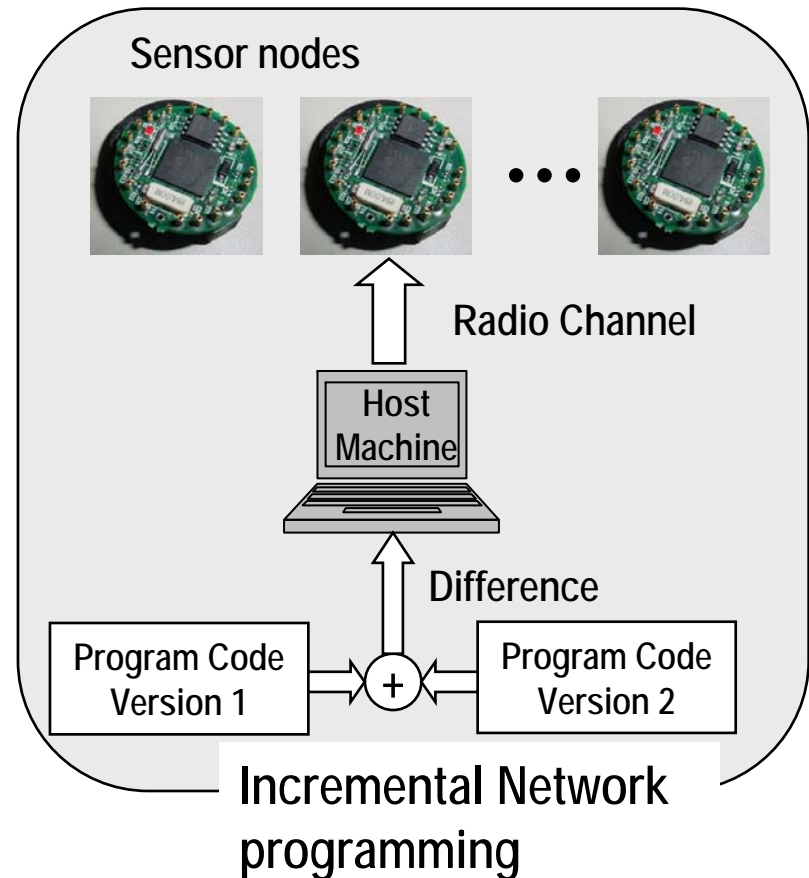 Sensor nodes
• • •
Radio Channel
Host
Machine
Difference
Program Code
Version 1
+
Program Code
Version 2
Incremental Network
programming